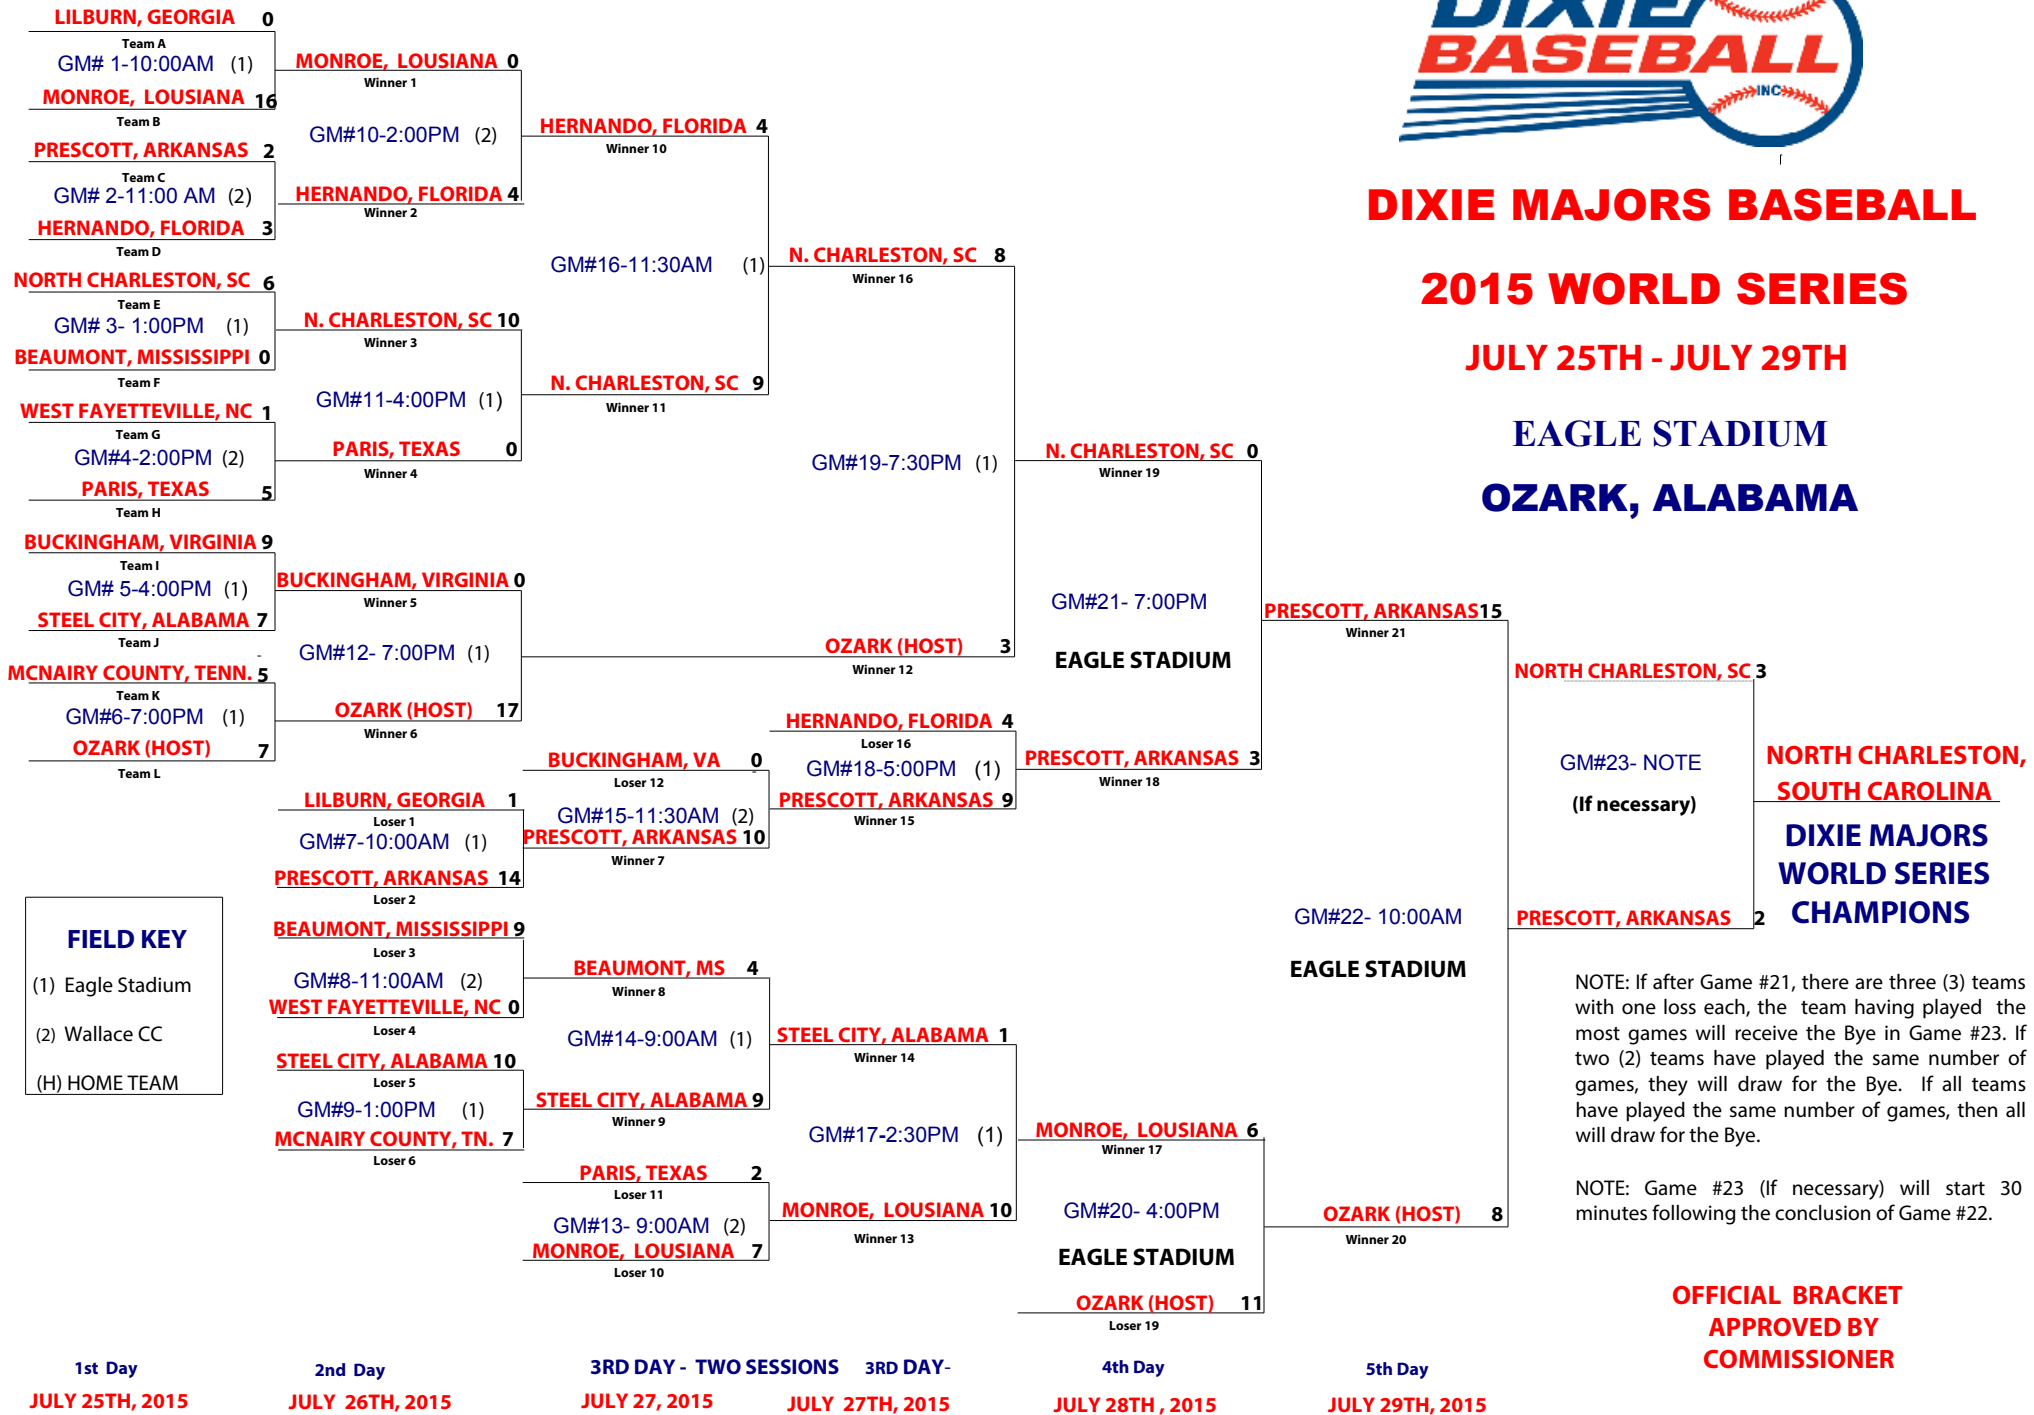 DIXIE
BASEBALL
INC
DIXIE MAJORS BASEBALL
2015 WORLD SERIES
JULY 25TH - JULY 29TH
EAGLE STADIUM
OZARK, ALABAMA
LILBURN, GEORGIA 0
Team A
GM# 1-10:00AM (1)
MONROE, LOUSIANA 16
Team B
PRESCOTT, ARKANSAS 2
Team C
GM# 2-11:00 AM (2)
HERNANDO, FLORIDA 3
Team D
NORTH CHARLESTON, SC 6
Team E
GM# 3- 1:00PM (1)
BEAUMONT, MISSISSIPPI 0
Team F
WEST FAYETTEVILLE, NC 1
Team G
GM#4-2:00PM (2)
PARIS, TEXAS 5
Team H
BUCKINGHAM, VIRGINIA 9
Team I
GM# 5-4:00PM (1)
STEEL CITY, ALABAMA 7
Team J
MCNAIRY COUNTY, TENN. 5
Team K
GM#6-7:00PM (1)
OZARK (HOST) 7
Team L
MONROE, LOUSIANA 0
Winner 1
GM#10-2:00PM (2)
HERNANDO, FLORIDA 4
Winner 2
N. CHARLESTON, SC 10
Winner 3
GM#11-4:00PM (1)
PARIS, TEXAS 0
Winner 4
BUCKINGHAM, VIRGINIA 0
Winner 5
GM#12- 7:00PM (1)
OZARK (HOST) 17
Winner 6
LILBURN, GEORGIA 1
Loser 1
GM#7-10:00AM (1)
PRESCOTT, ARKANSAS 14
Loser 2
BEAUMONT, MISSISSIPPI 9
Loser 3
GM#8-11:00AM (2)
WEST FAYETTEVILLE, NC 0
Loser 4
STEEL CITY, ALABAMA 10
Loser 5
GM#9-1:00PM (1)
MCNAIRY COUNTY, TN. 7
Loser 6
HERNANDO, FLORIDA 4
Winner 10
GM#16-11:30AM (1)
N. CHARLESTON, SC 9
Winner 11
BUCKINGHAM, VA 0
Loser 12
GM#15-11:30AM (2)
PRESCOTT, ARKANSAS 10
Winner 7
BEAUMONT, MS 4
Winner 8
GM#14-9:00AM (1)
STEEL CITY, ALABAMA 9
Winner 9
PARIS, TEXAS 2
Loser 11
GM#13- 9:00AM (2)
MONROE, LOUSIANA 7
Loser 10
N. CHARLESTON, SC 8
Winner 16
GM#19-7:30PM (1)
OZARK (HOST) 3
Winner 12
HERNANDO, FLORIDA 4
Loser 16
GM#18-5:00PM (1)
PRESCOTT, ARKANSAS 9
Winner 15
STEEL CITY, ALABAMA 1
Winner 14
GM#17-2:30PM (1)
MONROE, LOUSIANA 10
Winner 13
N. CHARLESTON, SC 0
Winner 19
GM#21- 7:00PM
EAGLE STADIUM
PRESCOTT, ARKANSAS 3
Winner 18
MONROE, LOUSIANA 6
Winner 17
GM#20- 4:00PM
EAGLE STADIUM
OZARK (HOST) 11
Loser 19
PRESCOTT, ARKANSAS 15
Winner 21
GM#22- 10:00AM
EAGLE STADIUM
OZARK (HOST) 8
Winner 20
NORTH CHARLESTON, SC 3
GM#23- NOTE
(If necessary)
PRESCOTT, ARKANSAS 2
NORTH CHARLESTON,
SOUTH CAROLINA
DIXIE MAJORS
WORLD SERIES
CHAMPIONS
FIELD KEY
(1) Eagle Stadium
(2) Wallace CC
(H) HOME TEAM
NOTE: If after Game #21, there are three (3) teams
with one loss each, the team having played the
most games will receive the Bye in Game #23. If
two (2) teams have played the same number of
games, they will draw for the Bye. If all teams
have played the same number of games, then all
will draw for the Bye.
NOTE: Game #23 (If necessary) will start 30
minutes following the conclusion of Game #22.
OFFICIAL BRACKET
APPROVED BY
COMMISSIONER
1st Day
JULY 25TH, 2015
2nd Day
JULY 26TH, 2015
3RD DAY - TWO SESSIONS 3RD DAY-
JULY 27, 2015
JULY 27TH, 2015
4th Day
JULY 28TH , 2015
5th Day
JULY 29TH, 2015